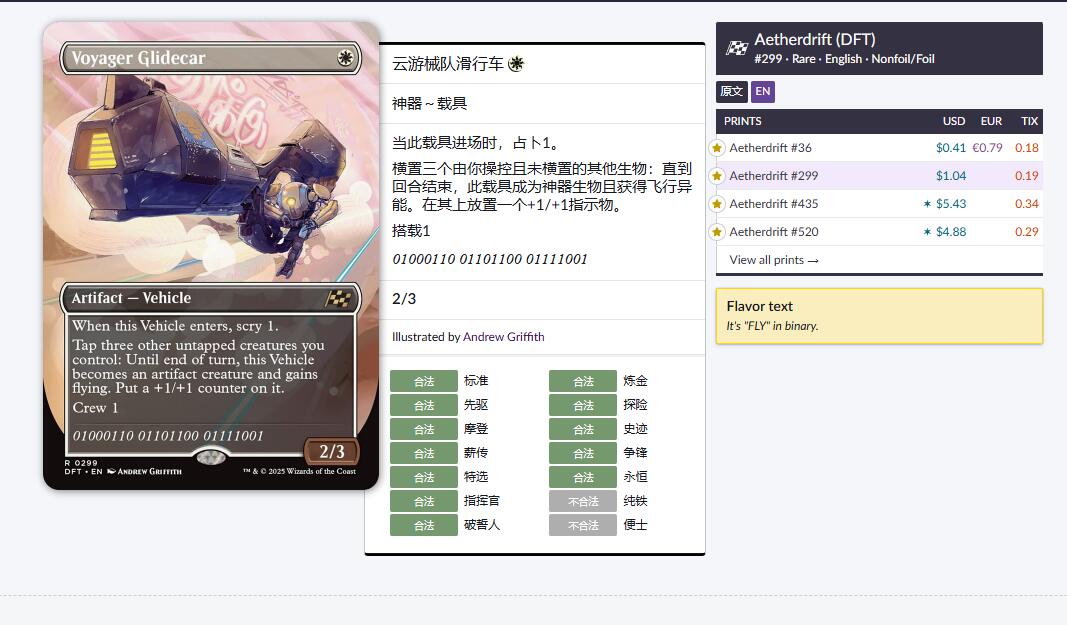 Voyager Glidecar
Artifact — Vehicle
When this Vehicle enters, scry 1.
Tap three other untapped creatures you
control: Until end of turn, this Vehicle
becomes an artifact creature and gains
flying. Put a +1/+1 counter on it.
Crew 1
01000110 01101100 01111001
2/3
R 0299
DFT • EN ANDREW GRIFFITH
™ & © 2025 Wizards of the Coast
云游械队滑行车
神器～载具
当此载具进场时，占卜1。
横置三个由你操控且未横置的其他生物：直到
回合结束，此载具成为神器生物且获得飞行异
能。在其上放置一个+1/+1指示物。
搭载1
01000110 01101100 01111001
2/3
Illustrated by Andrew Griffith
合法 标准 合法 炼金
合法 先驱 合法 探险
合法 摩登 合法 史迹
合法 薪传 合法 争锋
合法 特选 合法 永恒
合法 指挥官 不合法 纯铁
合法 破誓人 不合法 便士
Aetherdrift (DFT)
#299 · Rare · English · Nonfoil/Foil
原文 EN
PRINTS USD EUR TIX
Aetherdrift #36 $0.41 €0.79 0.18
Aetherdrift #299 $1.04 0.19
Aetherdrift #435 ✶ $5.43 0.34
Aetherdrift #520 ✶ $4.88 0.29
View all prints →
Flavor text
It's "FLY" in binary.